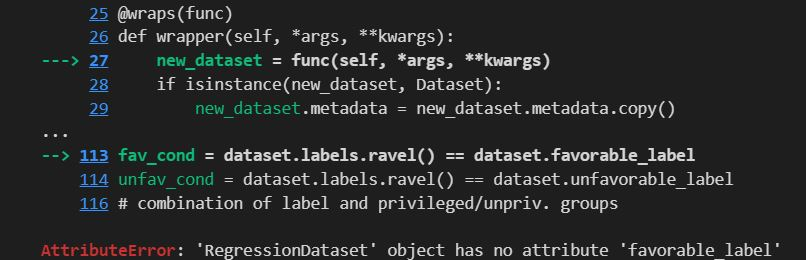 25 @wraps(func)
26 def wrapper(self, *args, **kwargs):
---> 27     new_dataset = func(self, *args, **kwargs)
28     if isinstance(new_dataset, Dataset):
29         new_dataset.metadata = new_dataset.metadata.copy()
...
--> 113 fav_cond = dataset.labels.ravel() == dataset.favorable_label
114 unfav_cond = dataset.labels.ravel() == dataset.unfavorable_label
116 # combination of label and privileged/unpriv. groups
AttributeError: 'RegressionDataset' object has no attribute 'favorable_label'